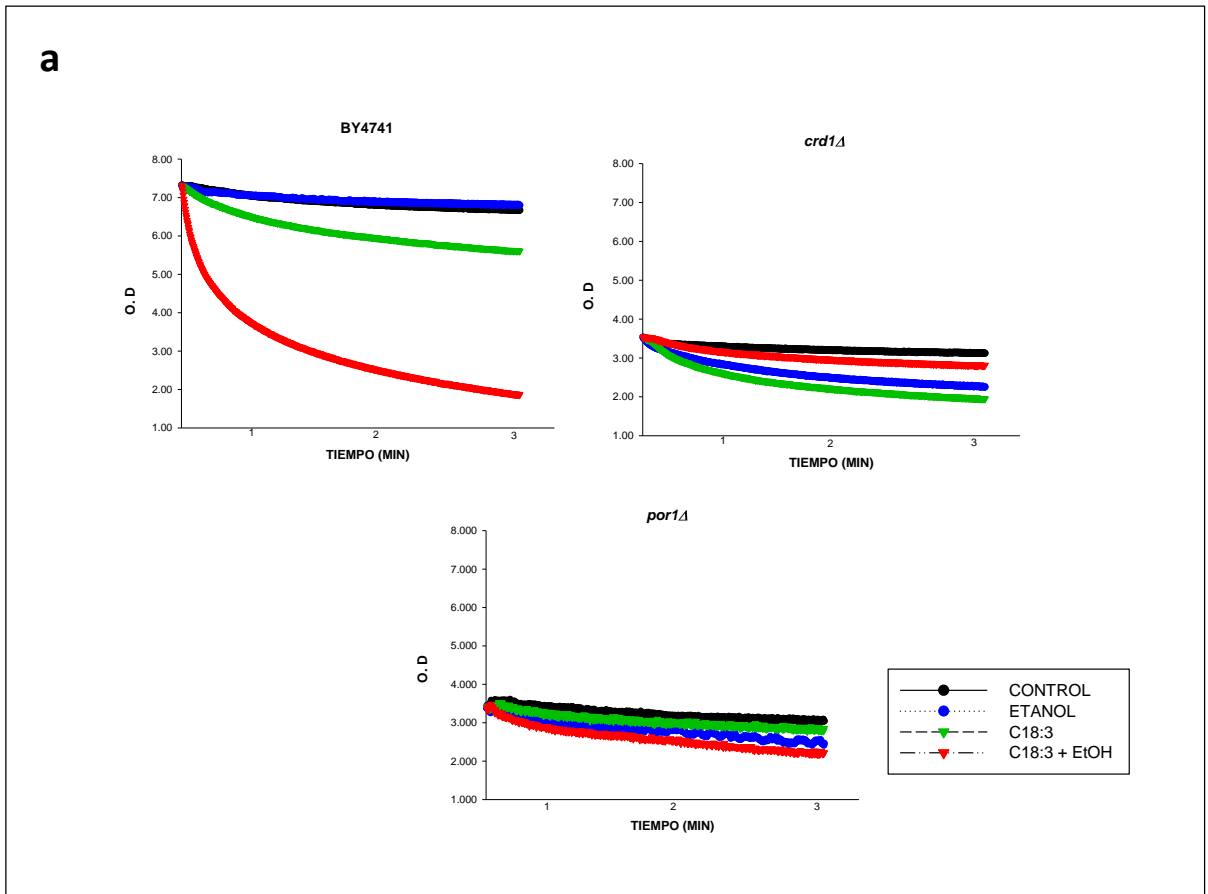 a
BY4741
8.00
7.00
6.00
5.00
4.00
3.00
2.00
1.00
O. D
1 2 3
TIEMPO (MIN)
crd1Δ
8.00
7.00
6.00
5.00
4.00
3.00
2.00
1.00
O. D
1 2 3
TIEMPO (MIN)
por1Δ
8.000
7.000
6.000
5.000
4.000
3.000
2.000
1.000
O. D
1 2 3
TIEMPO (MIN)
CONTROL
ETANOL
C18:3
C18:3 + EtOH